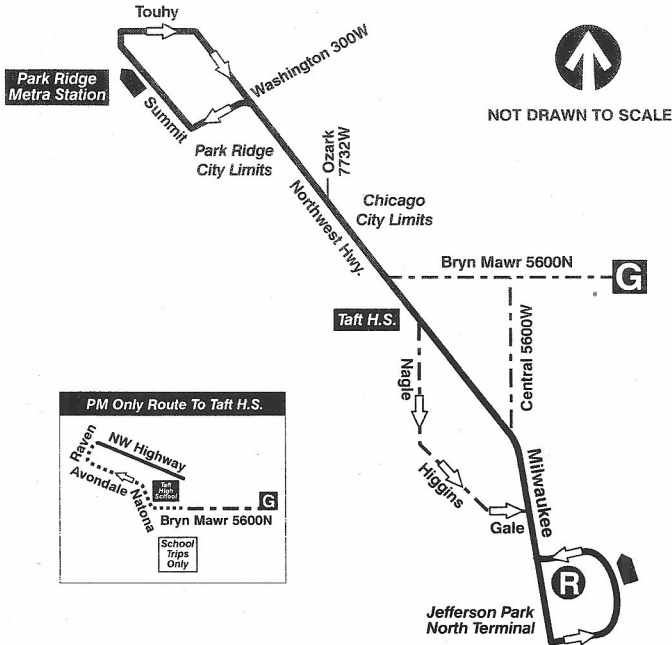 Touhy
Washington 300W
Park Ridge
Metra Station
Summit
NOT DRAWN TO SCALE
Park Ridge
City Limits
Ozark
7732W
Northwest Hwy.
Chicago
City Limits
Bryn Mawr 5600N
G
Taft H.S.
Nagle
Central 5600W
Higgins
Gale
Milwaukee
R
Jefferson Park
North Terminal
PM Only Route To Taft H.S.
Raven
NW Highway
Avondale
Natona
Taft
High
School
G
Bryn Mawr 5600N
School
Trips
Only